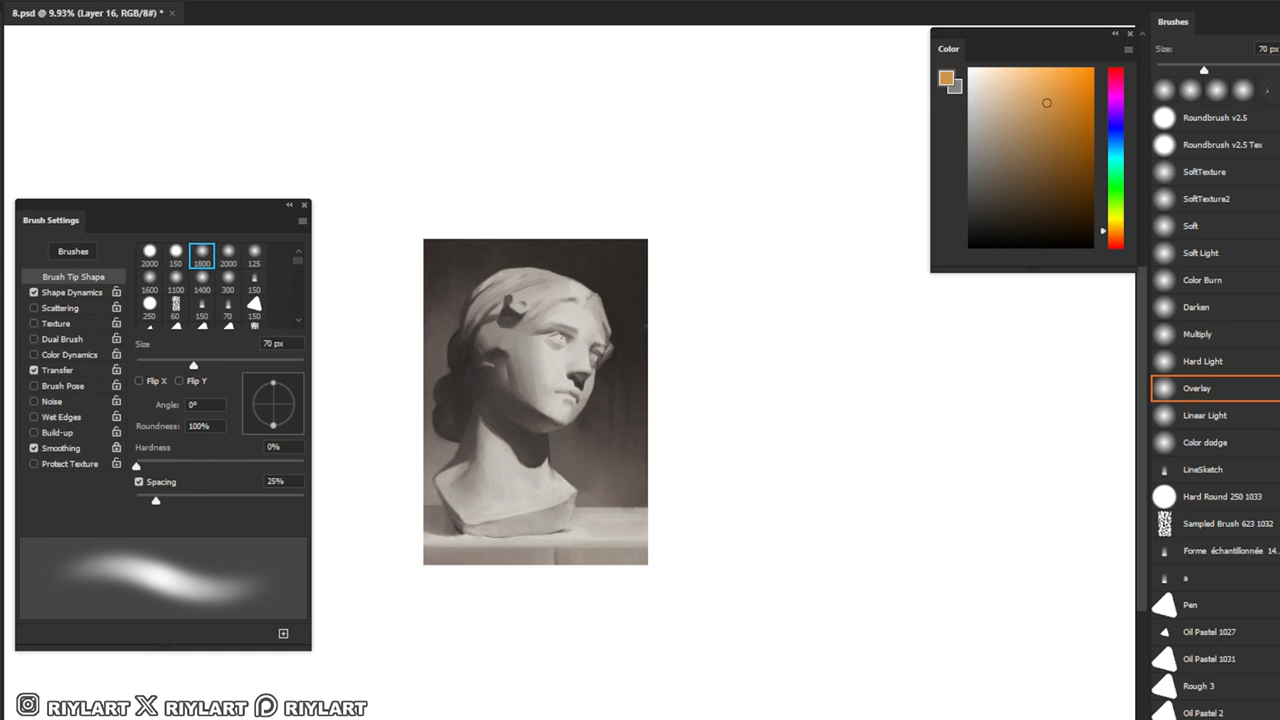 8.psd @ 9.93% (Layer 16, RGB/8#) *
Brush Settings
Brushes
2000 150 1800 2000 125
1600 1100 1400 300 150
250 60 150 70 150
Brush Tip Shape
Shape Dynamics
Scattering
Texture
Dual Brush
Color Dynamics
Transfer
Brush Pose
Noise
Wet Edges
Build-up
Smoothing
Protect Texture
Size 70 px
Flip X Flip Y
Angle: 0°
Roundness: 100%
Hardness 0%
Spacing 25%
RIYLART RIYLART RIYLART
Color
Brushes
Size: 70 px
Roundbrush v2.5
Roundbrush v2.5 Tex
SoftTexture
SoftTexture2
Soft
Soft Light
Color Burn
Darken
Multiply
Hard Light
Overlay
Linear Light
Color dodge
LineSketch
Hard Round 250 1033
Sampled Brush 623 1032
Forme échantillonnée 14...
a
Pen
Oil Pastel 1027
Oil Pastel 1031
Rough 3
Oil Pastel 2